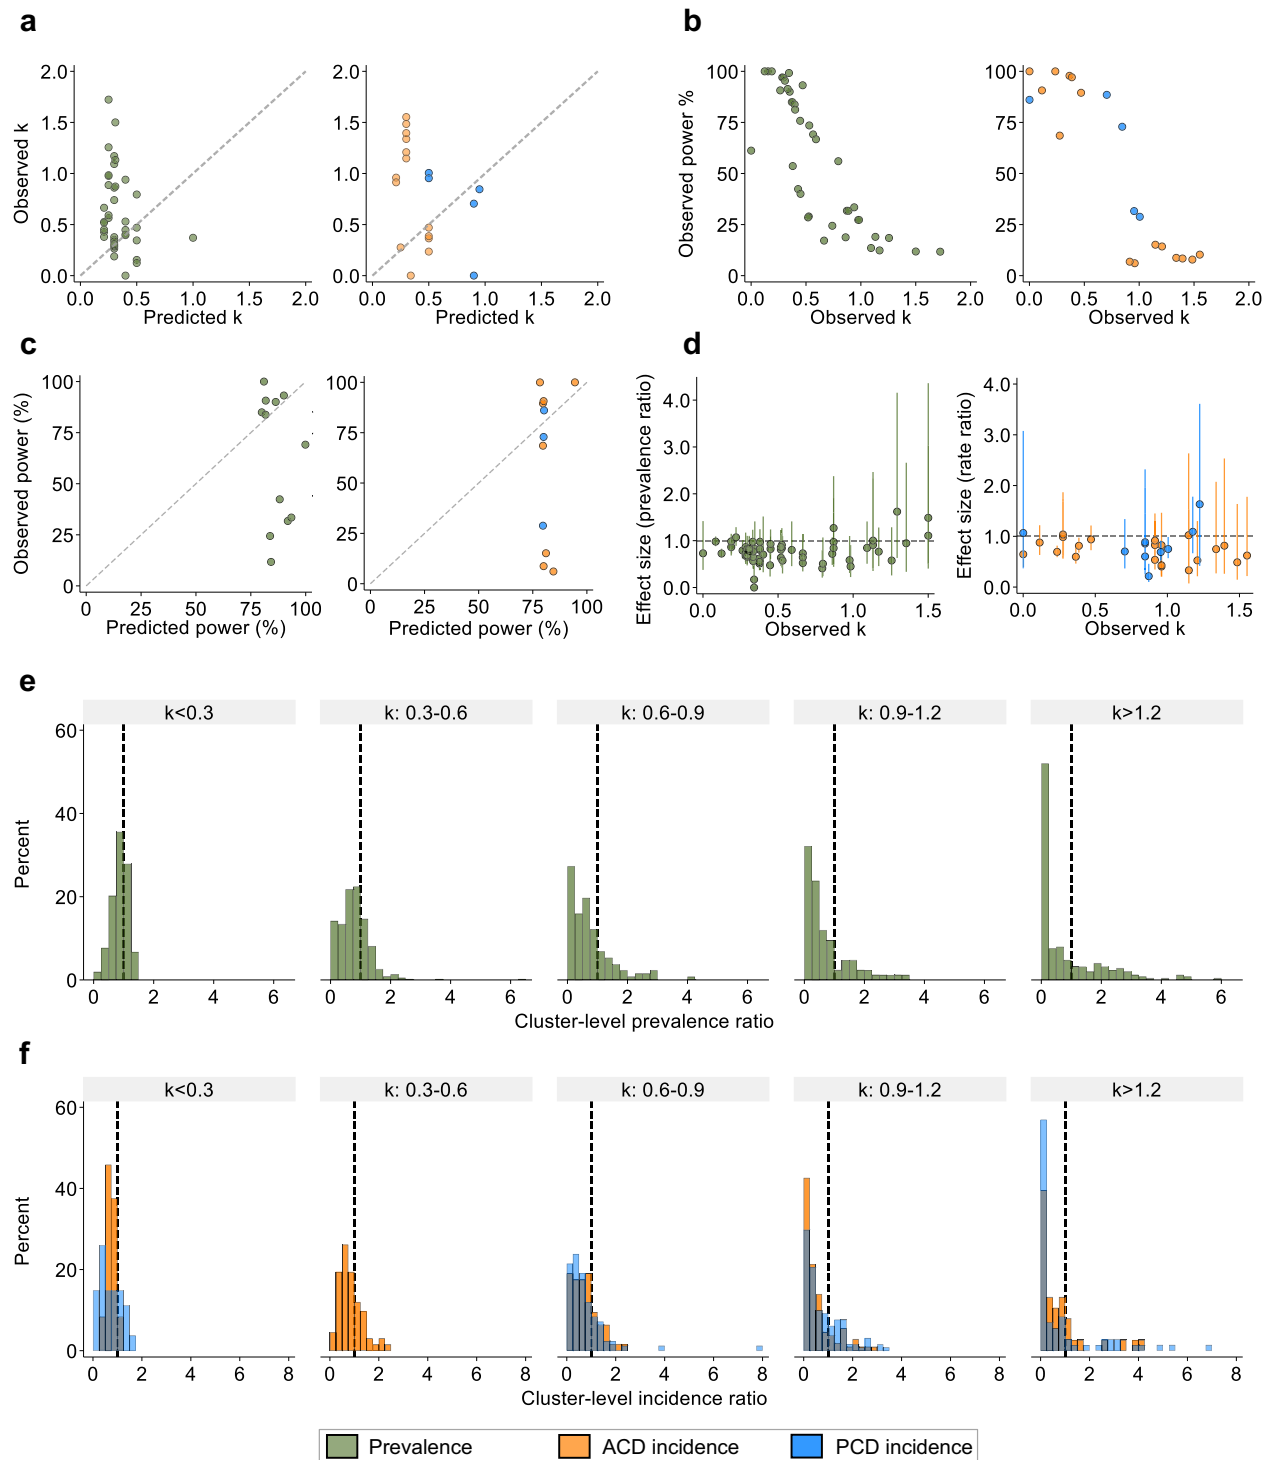 a
b
2.0
1.5
1.0
0.5
0.0
Observed k
0.0 0.5 1.0 1.5 2.0
Predicted k
2.0
1.5
1.0
0.5
0.0
0.0 0.5 1.0 1.5 2.0
Predicted k
100
75
50
25
0
Observed power %
0.0 0.5 1.0 1.5 2.0
Observed k
100
75
50
25
0
0.0 0.5 1.0 1.5 2.0
Observed k
c
d
100
75
50
25
0
Observed power (%)
0 25 50 75 100
Predicted power (%)
100
75
50
25
0
0 25 50 75 100
Predicted power (%)
4.0
3.0
2.0
1.0
0.0
Effect size (prevalence ratio)
0.0 0.5 1.0 1.5
Observed k
4.0
3.0
2.0
1.0
0.0
Effect size (rate ratio)
0.0 0.5 1.0 1.5
Observed k
e
k<0.3 k: 0.3-0.6 k: 0.6-0.9 k: 0.9-1.2 k>1.2
60
40
20
0
Percent
0 2 4 6 0 2 4 6 0 2 4 6 0 2 4 6 0 2 4 6
Cluster-level prevalence ratio
f
k<0.3 k: 0.3-0.6 k: 0.6-0.9 k: 0.9-1.2 k>1.2
60
40
20
0
Percent
0 2 4 6 8 0 2 4 6 8 0 2 4 6 8 0 2 4 6 8 0 2 4 6 8
Cluster-level incidence ratio
Prevalence ACD incidence PCD incidence